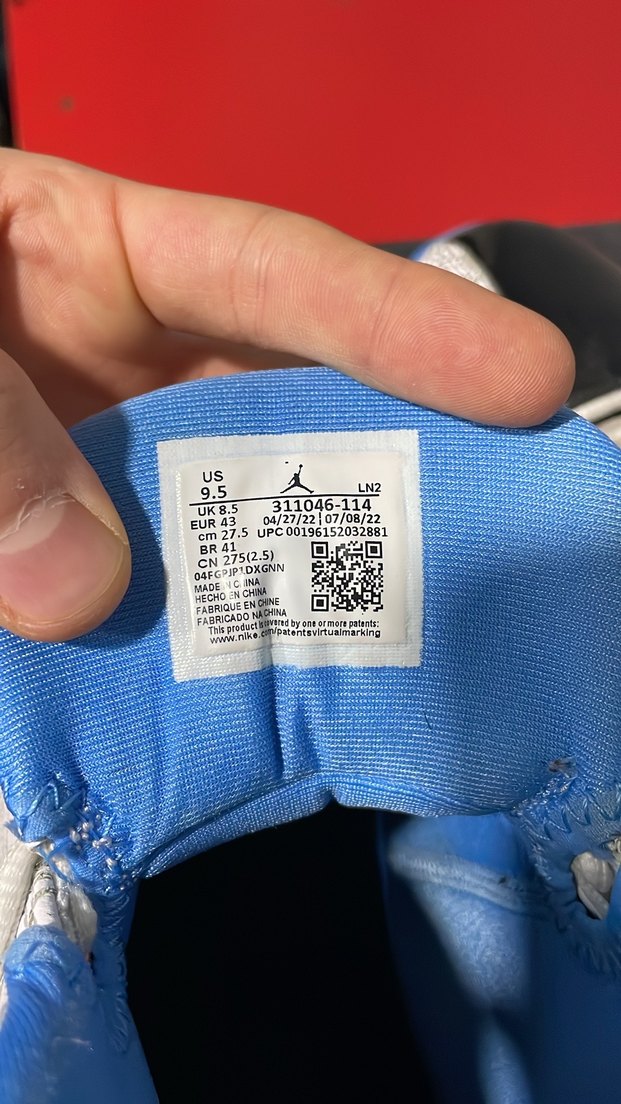 US
9.5
LN2
UK 8.5
311046-114
EUR 43
04/27/22 07/08/22
cm 27.5
UPC 00196152032881
BR 41
CN 275(2.5)
MADE IN CHINA
HECHO EN CHINA
FABRIQUE EN CHINE
FABRICADO NA CHINA
This product is covered by one or more patents:
www.nike.com/patentsvirtualmarking